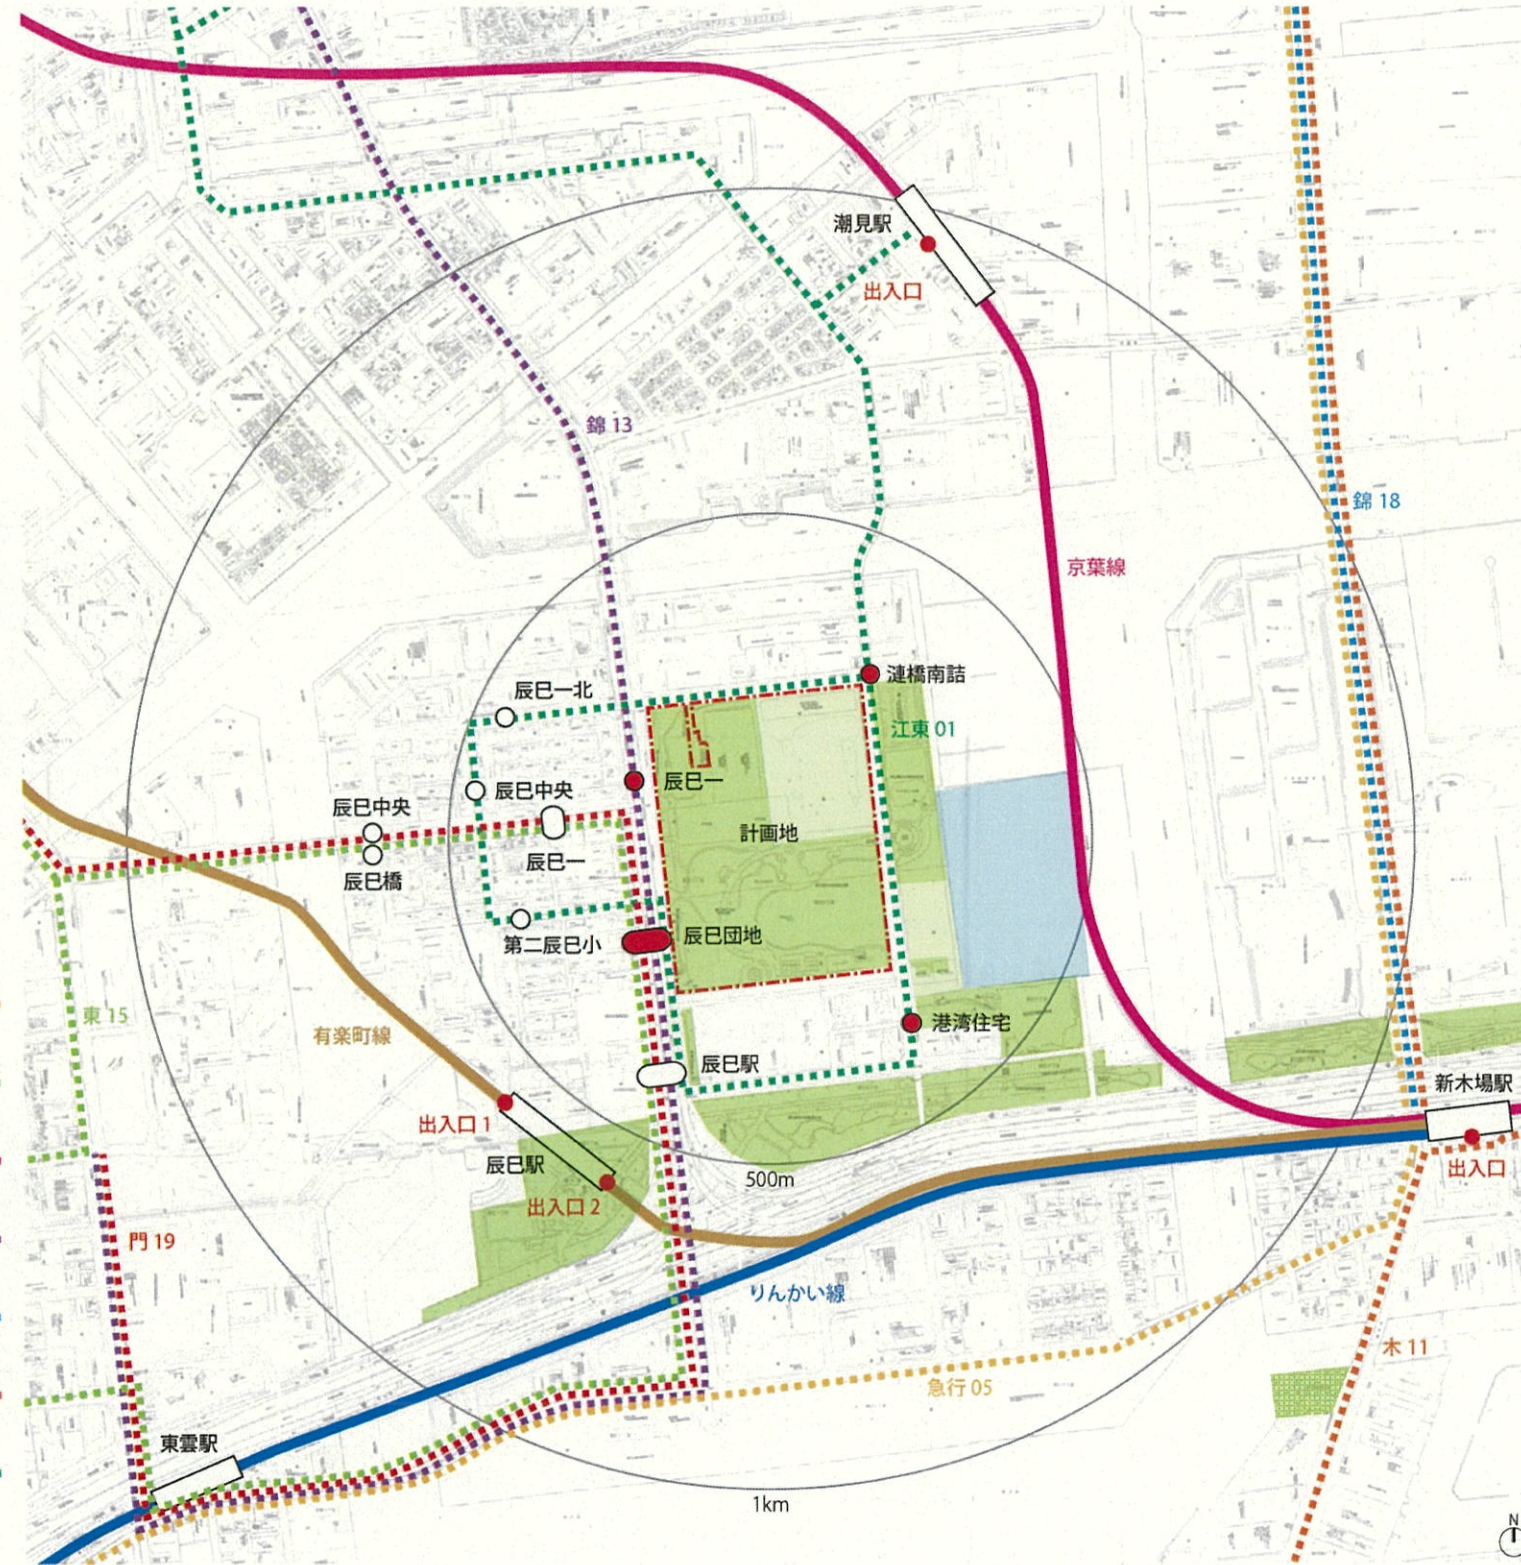 潮見駅
出入口
錦 13
錦 18
京葉線
漣橋南詰
辰巳一北
江東 01
辰巳一
辰巳中央
辰巳中央
計画地
辰巳一
辰巳橋
辰巳団地
第二辰巳小
東 15
港湾住宅
有楽町線
辰巳駅
新木場駅
出入口 1
辰巳駅
出入口
500m
出入口 2
門 19
りんかい線
木 11
急行 05
東雲駅
1km
N